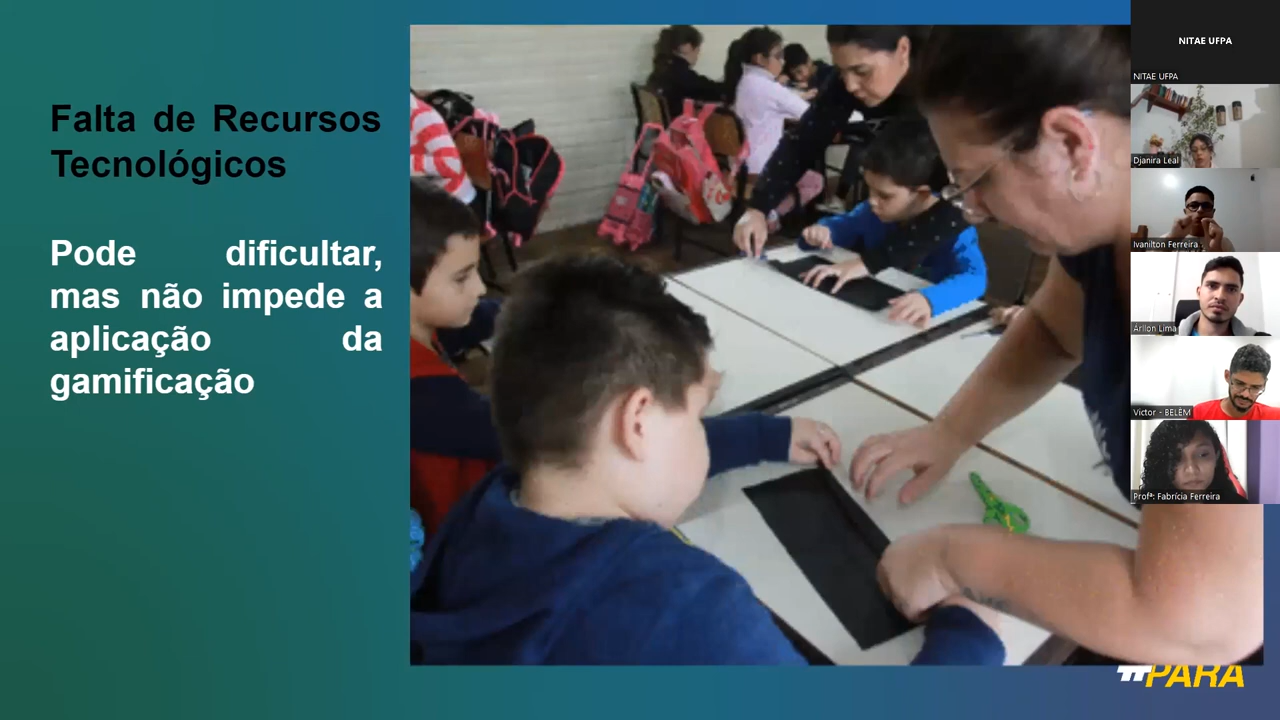 Falta de Recursos
Tecnológicos
Pode dificultar,
mas não impede a
aplicação da
gamificação
NITAE UFPA
NITAE UFPA
Djanira Leal
Ivanilton Ferreira
Árllon Lima
Victor - BELÉM
Profª: Fabrícia Ferreira
PARÁ